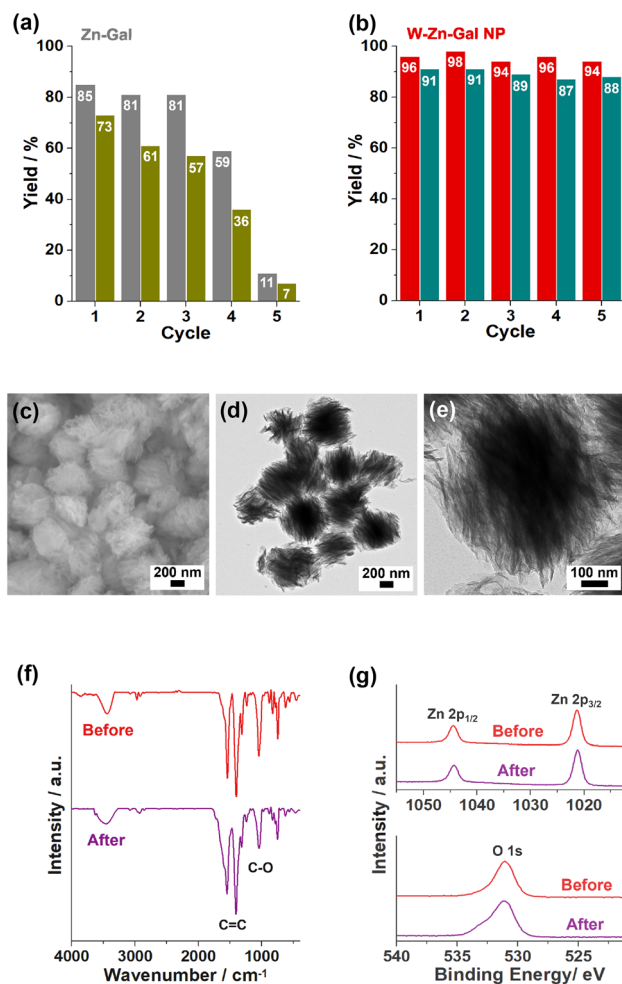 (a)
Zn-Gal
Yield / %
100
80
60
40
20
0
85
73
81
61
81
57
59
36
11
7
1 2 3 4 5
Cycle
(b)
W-Zn-Gal NP
Yield / %
100
80
60
40
20
0
96
91
98
91
94
89
96
87
94
88
1 2 3 4 5
Cycle
(c)
200 nm
(d)
200 nm
(e)
100 nm
(f)
Intensity / a.u.
Before
After
C-O
C=C
4000 3000 2000 1000
Wavenumber / cm⁻¹
(g)
Intensity / a.u.
Zn 2p₁/₂
Zn 2p₃/₂
Before
After
1050 1040 1030 1020
O 1s
Before
After
540 535 530 525
Binding Energy/ eV